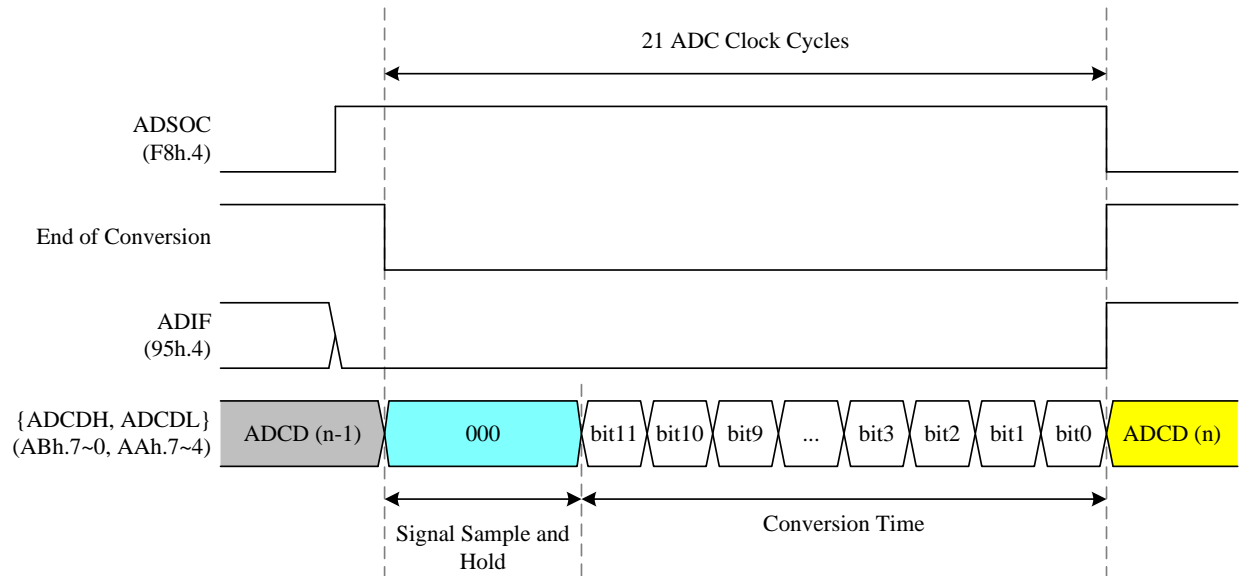 21 ADC Clock Cycles
ADSOC
(F8h.4)
End of Conversion
ADIF
(95h.4)
{ADCDH, ADCDL}
(ABh.7~0, AAh.7~4)
ADCD (n-1)
000
bit11
bit10
bit9
...
bit3
bit2
bit1
bit0
ADCD (n)
Signal Sample and
Hold
Conversion Time